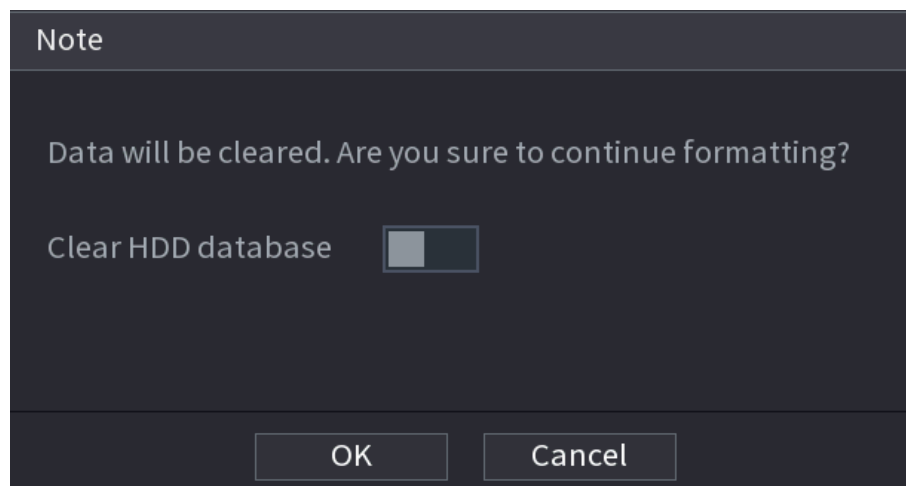 Note
Data will be cleared. Are you sure to continue formatting?
Clear HDD database
OK
Cancel